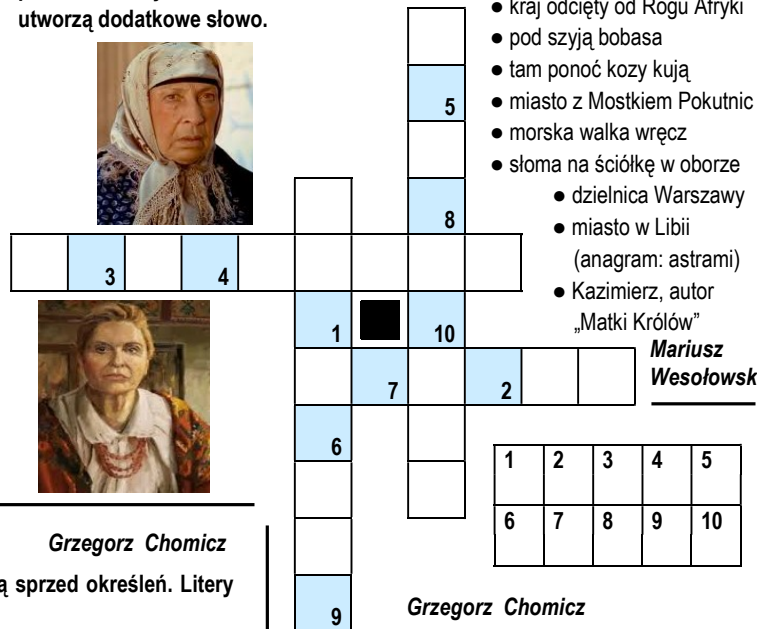 utworzą dodatkowe słowo.
● kraj odcięty od Rogu Afryki
● pod szyją bobasa
● tam ponoć kozy kują
● miasto z Mostkiem Pokutnic
● morska walka wręcz
● słoma na ściółkę w oborze
● dzielnica Warszawy
● miasto w Libii
(anagram: astrami)
● Kazimierz, autor
„Matki Królów”
Mariusz
Wesołowsk
5
8
3 4
1 10
7 2
6
9
1 2 3 4 5
6 7 8 9 10
Grzegorz Chomicz
ą sprzed określeń. Litery
Grzegorz Chomicz